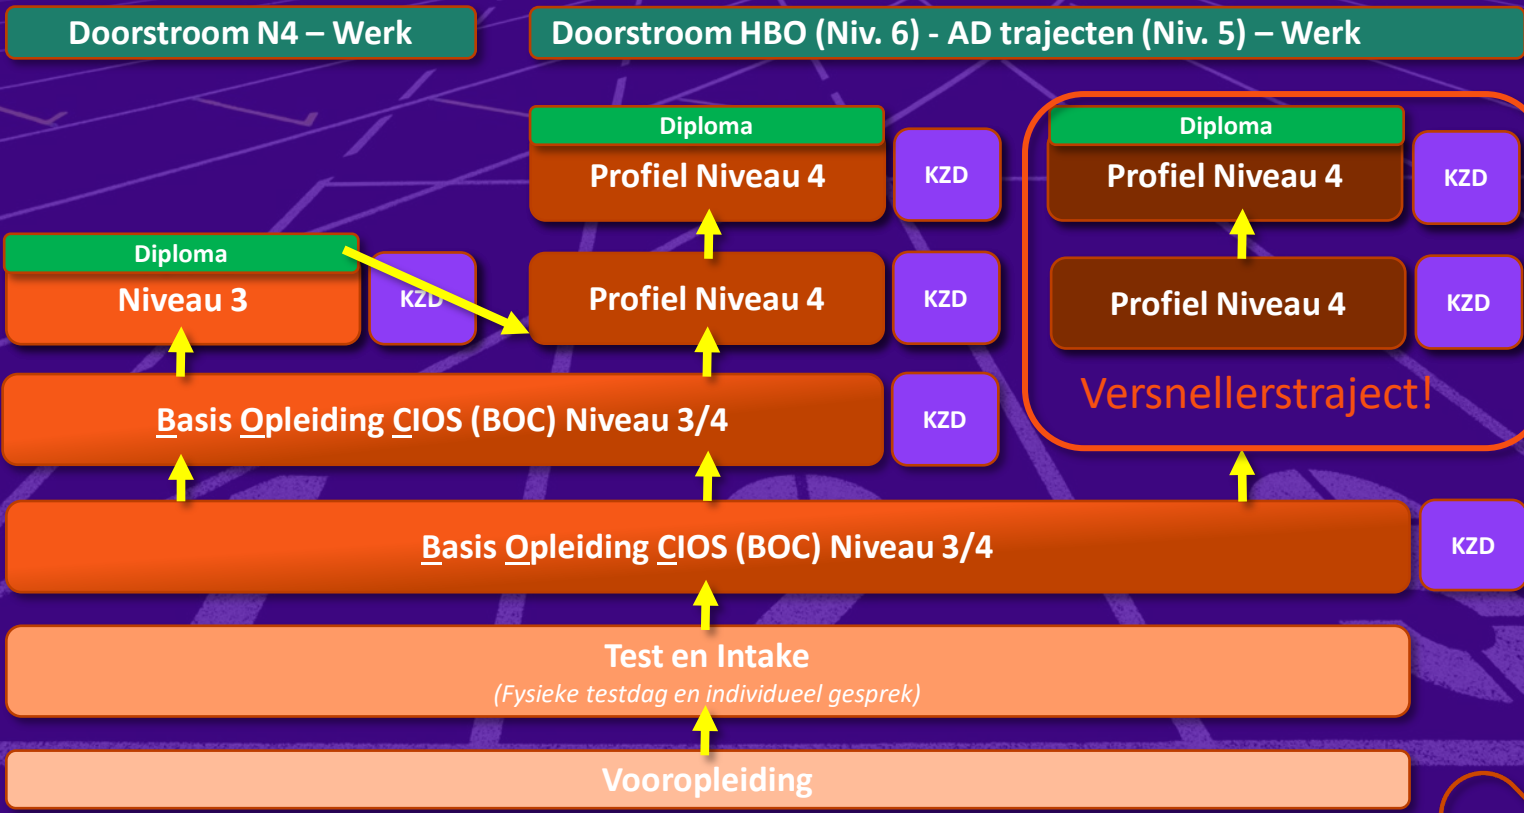 Doorstroom N4 – Werk
Doorstroom HBO (Niv. 6) - AD trajecten (Niv. 5) – Werk
Diploma
Profiel Niveau 4
KZD
Diploma
Profiel Niveau 4
KZD
Diploma
Niveau 3
KZD
Profiel Niveau 4
KZD
Profiel Niveau 4
KZD
Versnellerstraject!
Basis Opleiding CIOS (BOC) Niveau 3/4
KZD
Basis Opleiding CIOS (BOC) Niveau 3/4
KZD
Test en Intake
(Fysieke testdag en individueel gesprek)
Vooropleiding